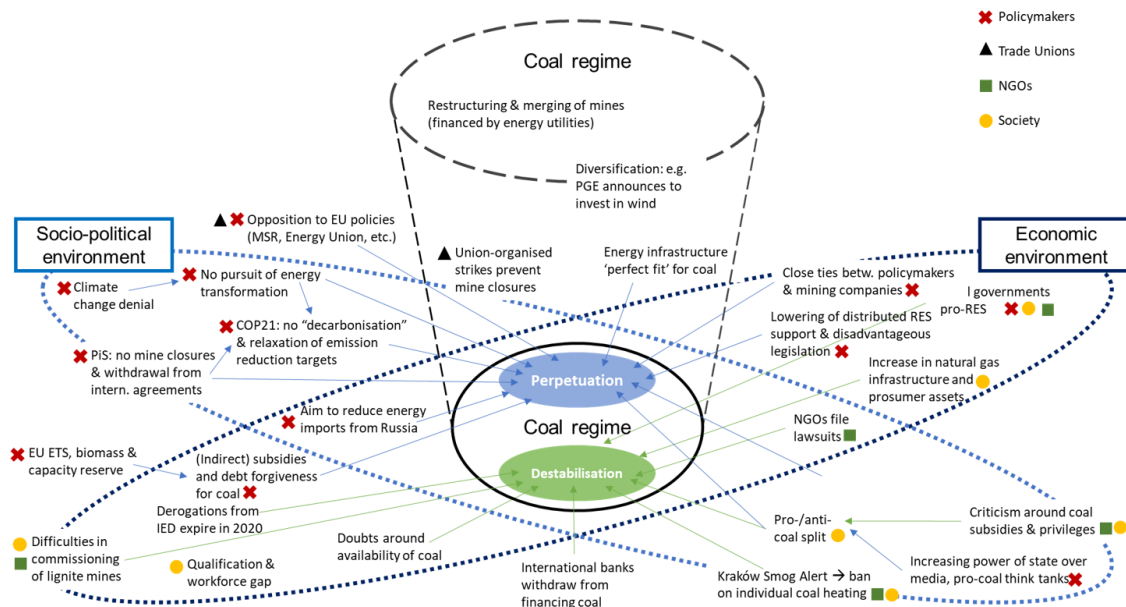 Policymakers
Trade Unions
NGOs
Society
Coal regime
Restructuring & merging of mines
(financed by energy utilities)
Diversification: e.g.
PGE announces to
invest in wind
Socio-political
environment
Opposition to EU policies
(MSR, Energy Union, etc.)
Union-organised
strikes prevent
mine closures
Energy infrastructure
'perfect fit' for coal
Economic
environment
Climate
change denial
No pursuit of energy
transformation
Close ties betw. policymakers
& mining companies
l governments
pro-RES
COP21: no “decarbonisation”
& relaxation of emission
reduction targets
Lowering of distributed RES
support & disadvantageous
legislation
PiS: no mine closures
& withdrawal from
intern. agreements
Perpetuation
Increase in natural gas
infrastructure and
prosumer assets
Aim to reduce energy
imports from Russia
Coal regime
NGOs file
lawsuits
EU ETS, biomass &
capacity reserve
(Indirect) subsidies
and debt forgiveness
for coal
Destabilisation
Derogations from
IED expire in 2020
Difficulties in
commissioning
of lignite mines
Qualification &
workforce gap
Doubts around
availability of coal
International banks
withdraw from
financing coal
Pro-/anti-
coal split
Criticism around coal
subsidies & privileges
Increasing power of state over
media, pro-coal think tanks
Kraków Smog Alert → ban
on individual coal heating